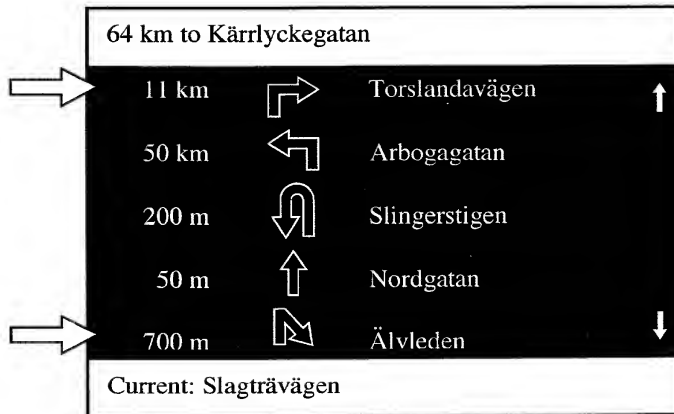 64 km to Kärrlyckegatan
11 km Torslandavägen
50 km Arbogagatan
200 m Slingerstigen
50 m Nordgatan
700 m Älvleden
Current: Slagträvägen